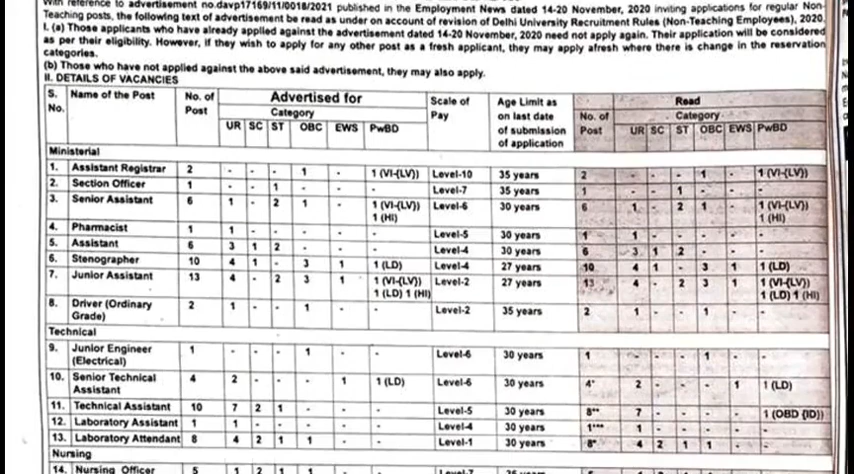 With reference to advertisement no.davp17169/11/0018/2021 published in the Employment News dated 14-20 November, 2020 inviting applications for regular Non-
Teaching posts, the following text of advertisement be read as under on account of revision of Delhi University Recruitment Rules (Non-Teaching Employees), 2020.
I. (a) Those applicants who have already applied against the advertisement dated 14-20 November, 2020 need not apply again. Their application will be considered
as per their eligibility. However, if they wish to apply for any other post as a fresh applicant, they may apply afresh where there is change in the reservation
categories.
(b) Those who have not applied against the above said advertisement, they may also apply.
II. DETAILS OF VACANCIES
S. No. Name of the Post No. of Post Advertised for Scale of Pay Age Limit as on last date of submission of application Read
Category No. of Post Category
UR SC ST OBC EWS PwBD UR SC ST OBC EWS PwBD
Ministerial
1. Assistant Registrar 2 - - - 1 - 1 (VI-(LV)) Level-10 35 years 2 - - - 1 - 1 (VI-(LV))
2. Section Officer 1 - - 1 - - - Level-7 35 years 1 - - 1 - - -
3. Senior Assistant 6 1 - 2 1 - 1 (VI-(LV)) Level-6 30 years 6 1 - 2 1 - 1 (VI-(LV))
1 (HI) 1 (HI)
4. Pharmacist 1 1 - - - - - Level-5 30 years 1 1 - - - - -
5. Assistant 6 3 1 2 - - - Level-4 30 years 6 3 1 2 - - -
6. Stenographer 10 4 1 - 3 1 1 (LD) Level-4 27 years 10 4 1 - 3 1 1 (LD)
7. Junior Assistant 13 4 - 2 3 1 1 (VI-(LV)) Level-2 27 years 13 4 - 2 3 1 1 (VI-(LV))
1 (LD) 1 (HI) 1 (LD) 1 (HI)
8. Driver (Ordinary 2 1 - - 1 - - Level-2 35 years 2 1 - - 1 - -
Grade)
Technical
9. Junior Engineer 1 - - - 1 - - Level-6 30 years 1 - - - 1 - -
(Electrical)
10. Senior Technical 4 2 - - - 1 1 (LD) Level-6 30 years 4* 2 - - - 1 1 (LD)
Assistant
11. Technical Assistant 10 7 2 1 - - - Level-5 30 years 8** 7 - - - - 1 (OBD (ID))
12. Laboratory Assistant 1 1 - - - - - Level-4 30 years 1*** 1 - - - - -
13. Laboratory Attendant 8 4 2 1 1 - - Level-1 30 years 8* 4 2 1 1 - -
Nursing
14. Nursing Officer 5 1 2 1 1